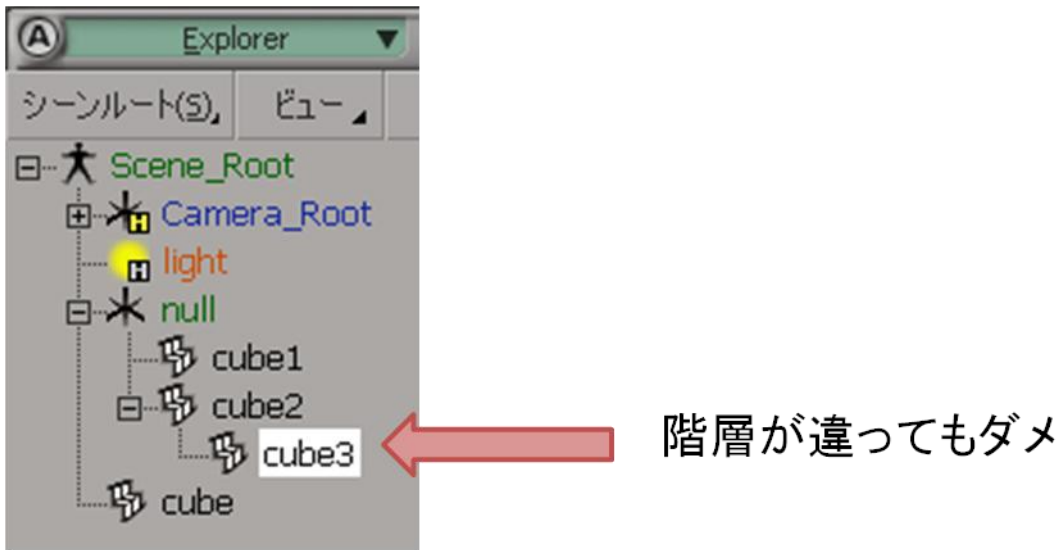 A Explorer
シーンルート(S) ビュー
Scene_Root
H Camera_Root
H light
null
cube1
cube2
cube3
階層が違ってもダメ
cube